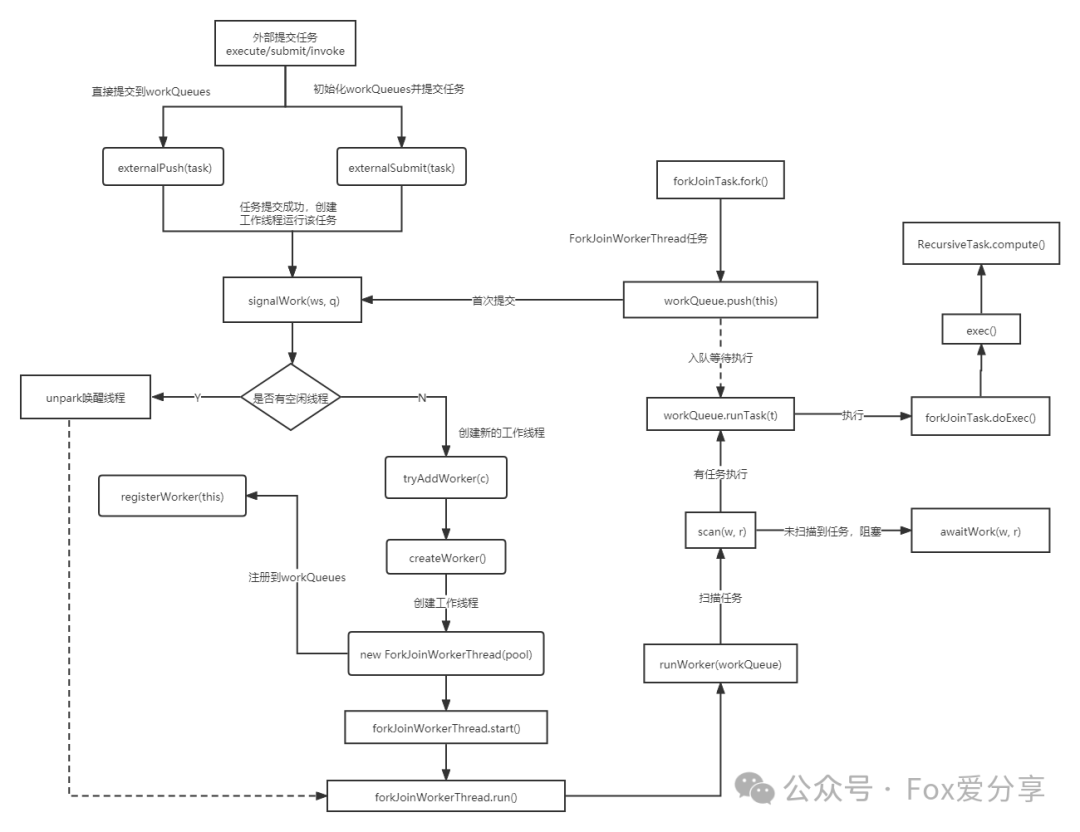 外部提交任务
execute/submit/invoke
直接提交到workQueues
初始化workQueues并提交任务
externalPush(task)
externalSubmit(task)
任务提交成功，创建
工作线程运行该任务
signalWork(ws, q)
首次提交
是否有空闲线程
Y
N
unpark唤醒线程
创建新的工作线程
tryAddWorker(c)
registerWorker(this)
createWorker()
注册到workQueues
创建工作线程
new ForkJoinWorkerThread(pool)
forkJoinWorkerThread.start()
forkJoinWorkerThread.run()
forkJoinTask.fork()
ForkJoinWorkerThread任务
workQueue.push(this)
入队等待执行
workQueue.runTask(t)
执行
forkJoinTask.doExec()
exec()
RecursiveTask.compute()
有任务执行
scan(w, r)
未扫描到任务，阻塞
awaitWork(w, r)
扫描任务
runWorker(workQueue)
公众号 · Fox爱分享